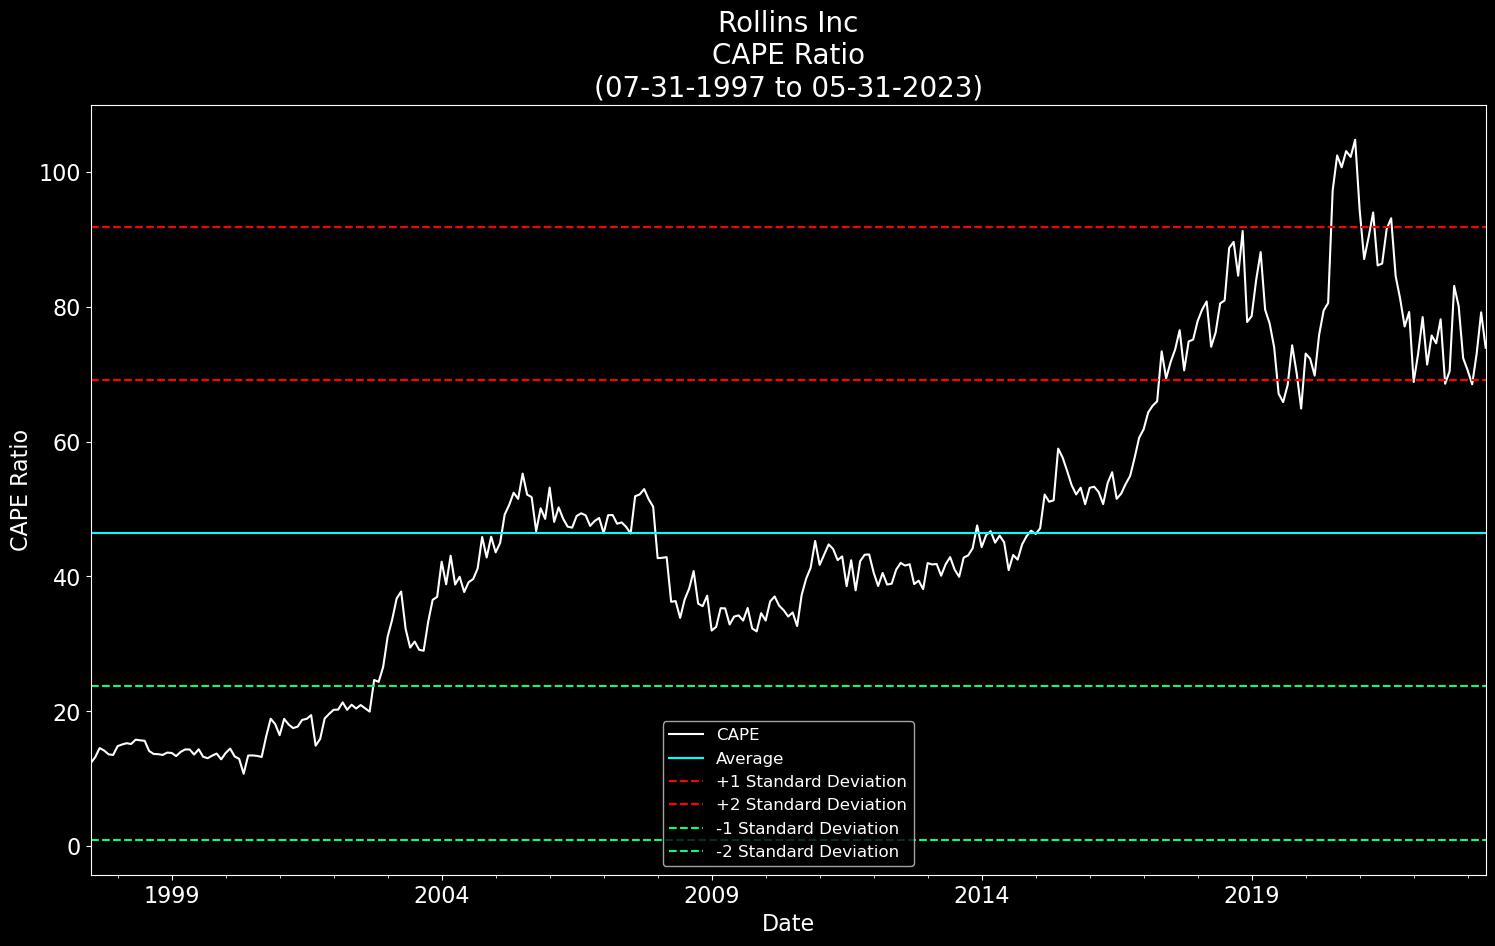 Rollins Inc
CAPE Ratio
(07-31-1997 to 05-31-2023)
100
80
60
40
20
0
CAPE Ratio
CAPE
Average
+1 Standard Deviation
+2 Standard Deviation
-1 Standard Deviation
-2 Standard Deviation
1999 2004 2009 2014 2019
Date